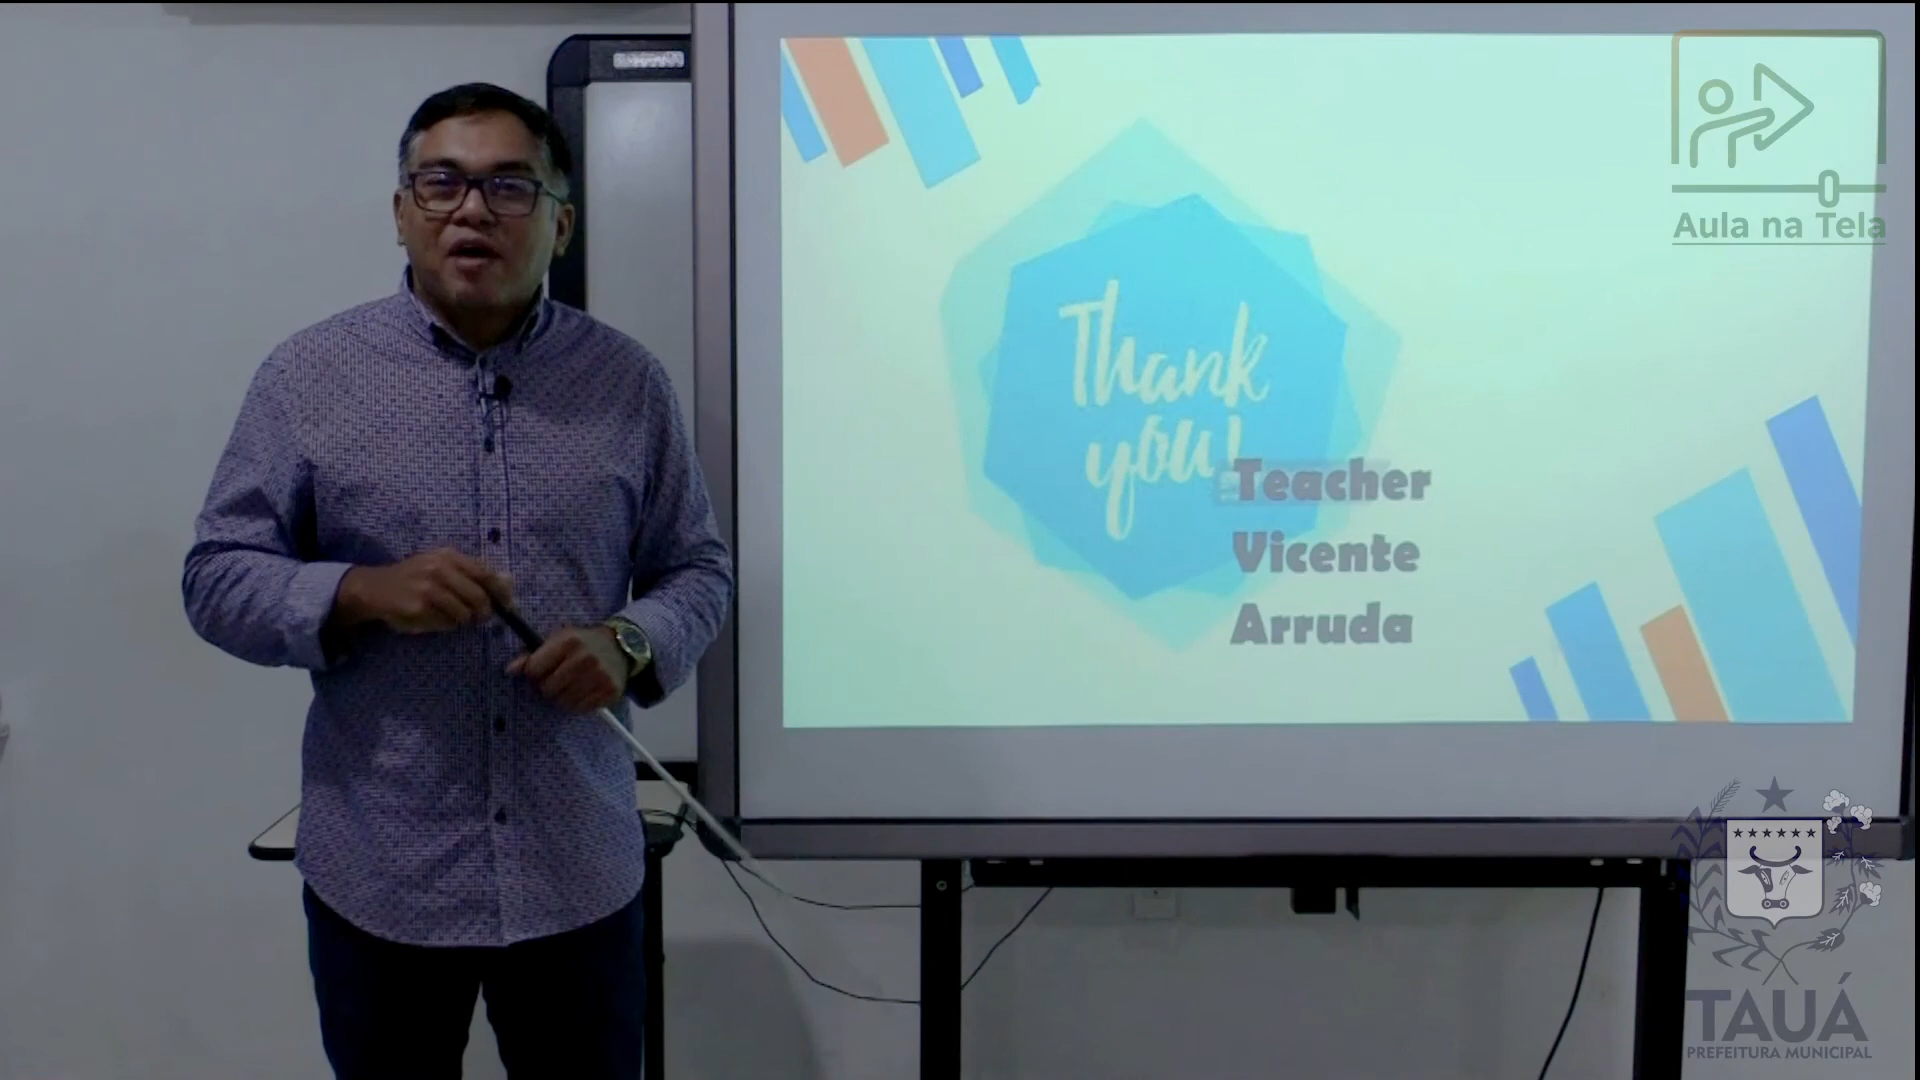 Aula na Tela
Thank
you!
Teacher
Vicente
Arruda
TAUÁ
PREFEITURA MUNICIPAL